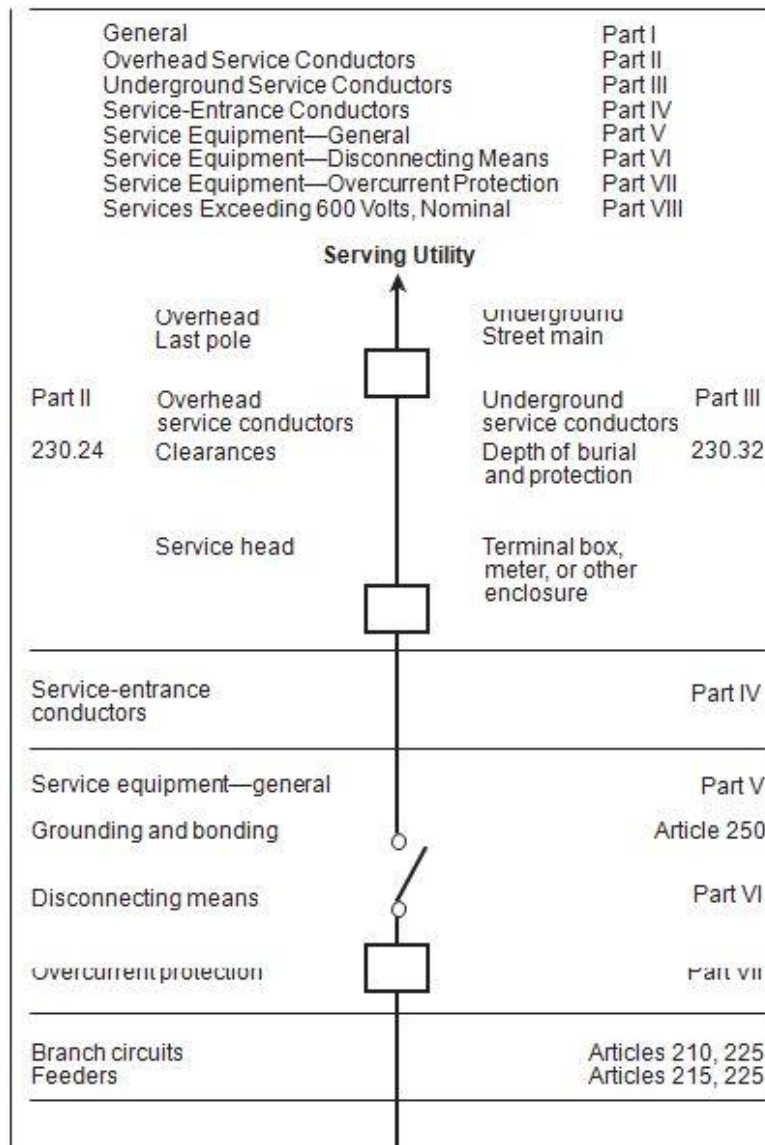 General Part I
Overhead Service Conductors Part II
Underground Service Conductors Part III
Service-Entrance Conductors Part IV
Service Equipment—General Part V
Service Equipment—Disconnecting Means Part VI
Service Equipment—Overcurrent Protection Part VII
Services Exceeding 600 Volts, Nominal Part VIII
Serving Utility
Overhead
Last pole
Underground
Street main
Part II
Overhead
service conductors
Underground
service conductors
Part III
230.24
Clearances
Depth of burial
and protection
230.32
Service head
Terminal box,
meter, or other
enclosure
Service-entrance
conductors
Part IV
Service equipment—general Part V
Grounding and bonding Article 250
Disconnecting means Part VI
Overcurrent protection Part VII
Branch circuits Articles 210, 225
Feeders Articles 215, 225